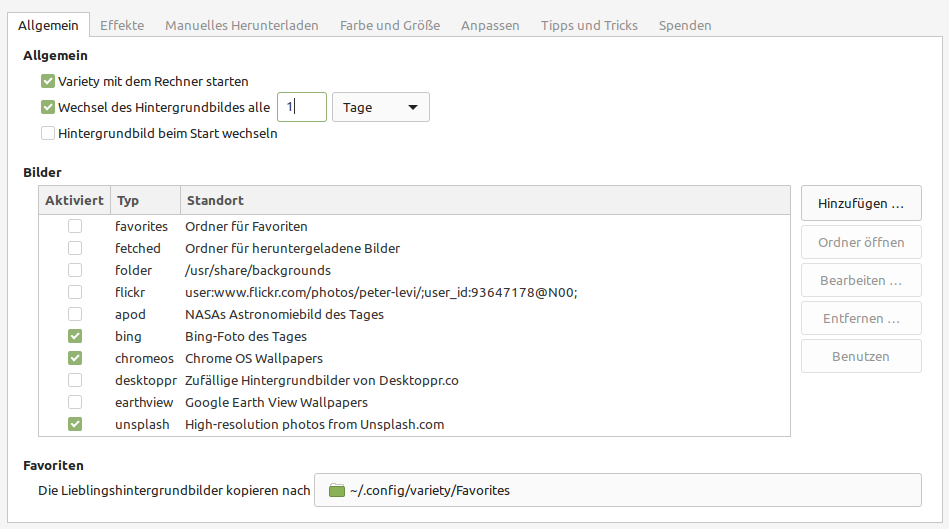 Allgemein Effekte Manuelles Herunterladen Farbe und Größe Anpassen Tipps und Tricks Spenden
Allgemein
Variety mit dem Rechner starten
Wechsel des Hintergrundbildes alle 1 Tage
Hintergrundbild beim Start wechseln
Bilder
Aktiviert Typ Standort
favorites Ordner für Favoriten
fetched Ordner für heruntergeladene Bilder
folder /usr/share/backgrounds
flickr user:www.flickr.com/photos/peter-levi/;user_id:93647178@N00;
apod NASAs Astronomiebild des Tages
bing Bing-Foto des Tages
chromeos Chrome OS Wallpapers
desktoppr Zufällige Hintergrundbilder von Desktoppr.co
earthview Google Earth View Wallpapers
unsplash High-resolution photos from Unsplash.com
Hinzufügen ...
Ordner öffnen
Bearbeiten ...
Entfernen ...
Benutzen
Favoriten
Die Lieblingshintergrundbilder kopieren nach ~/.config/variety/Favorites